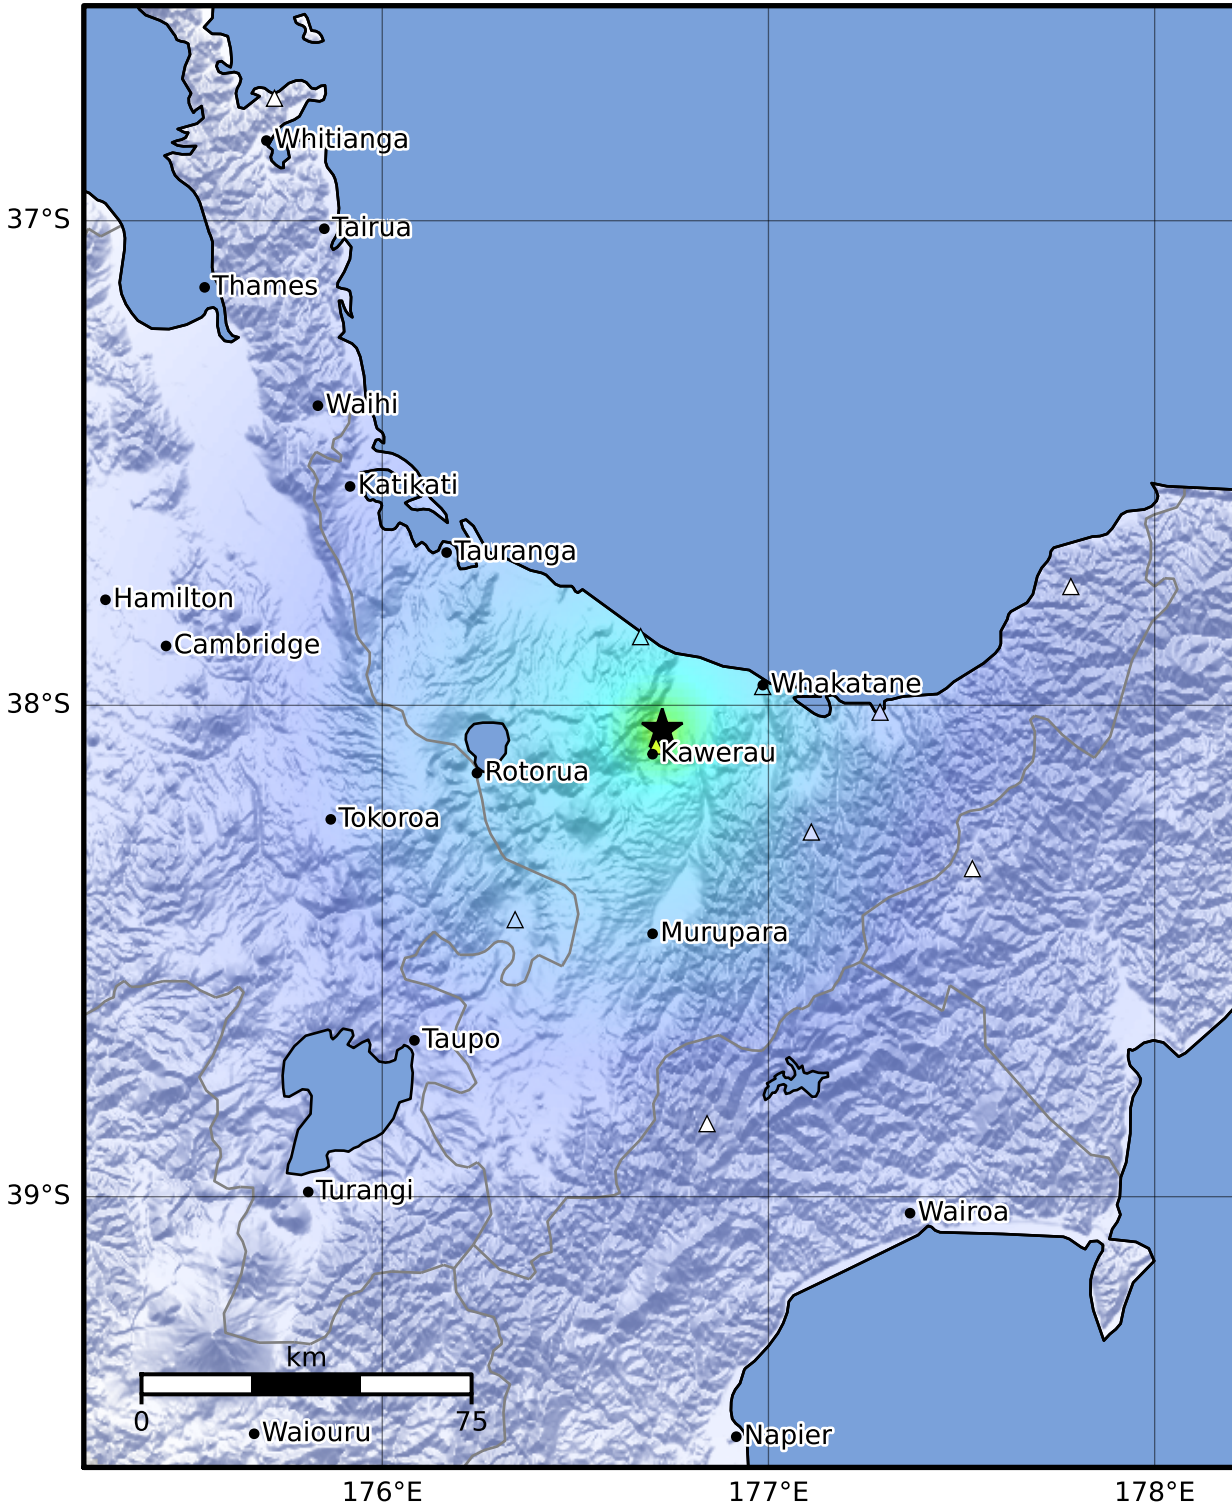 Whitianga
37°S
Tairua
Thames
Waihi
Katikati
Tauranga
Hamilton
Cambridge
Whakatane
38°S
Kawerau
Rotorua
Tokoroa
Murupara
Taupo
Turangi
39°S
Wairoa
km
0
75
Waiouru
Napier
176°E
177°E
178°E